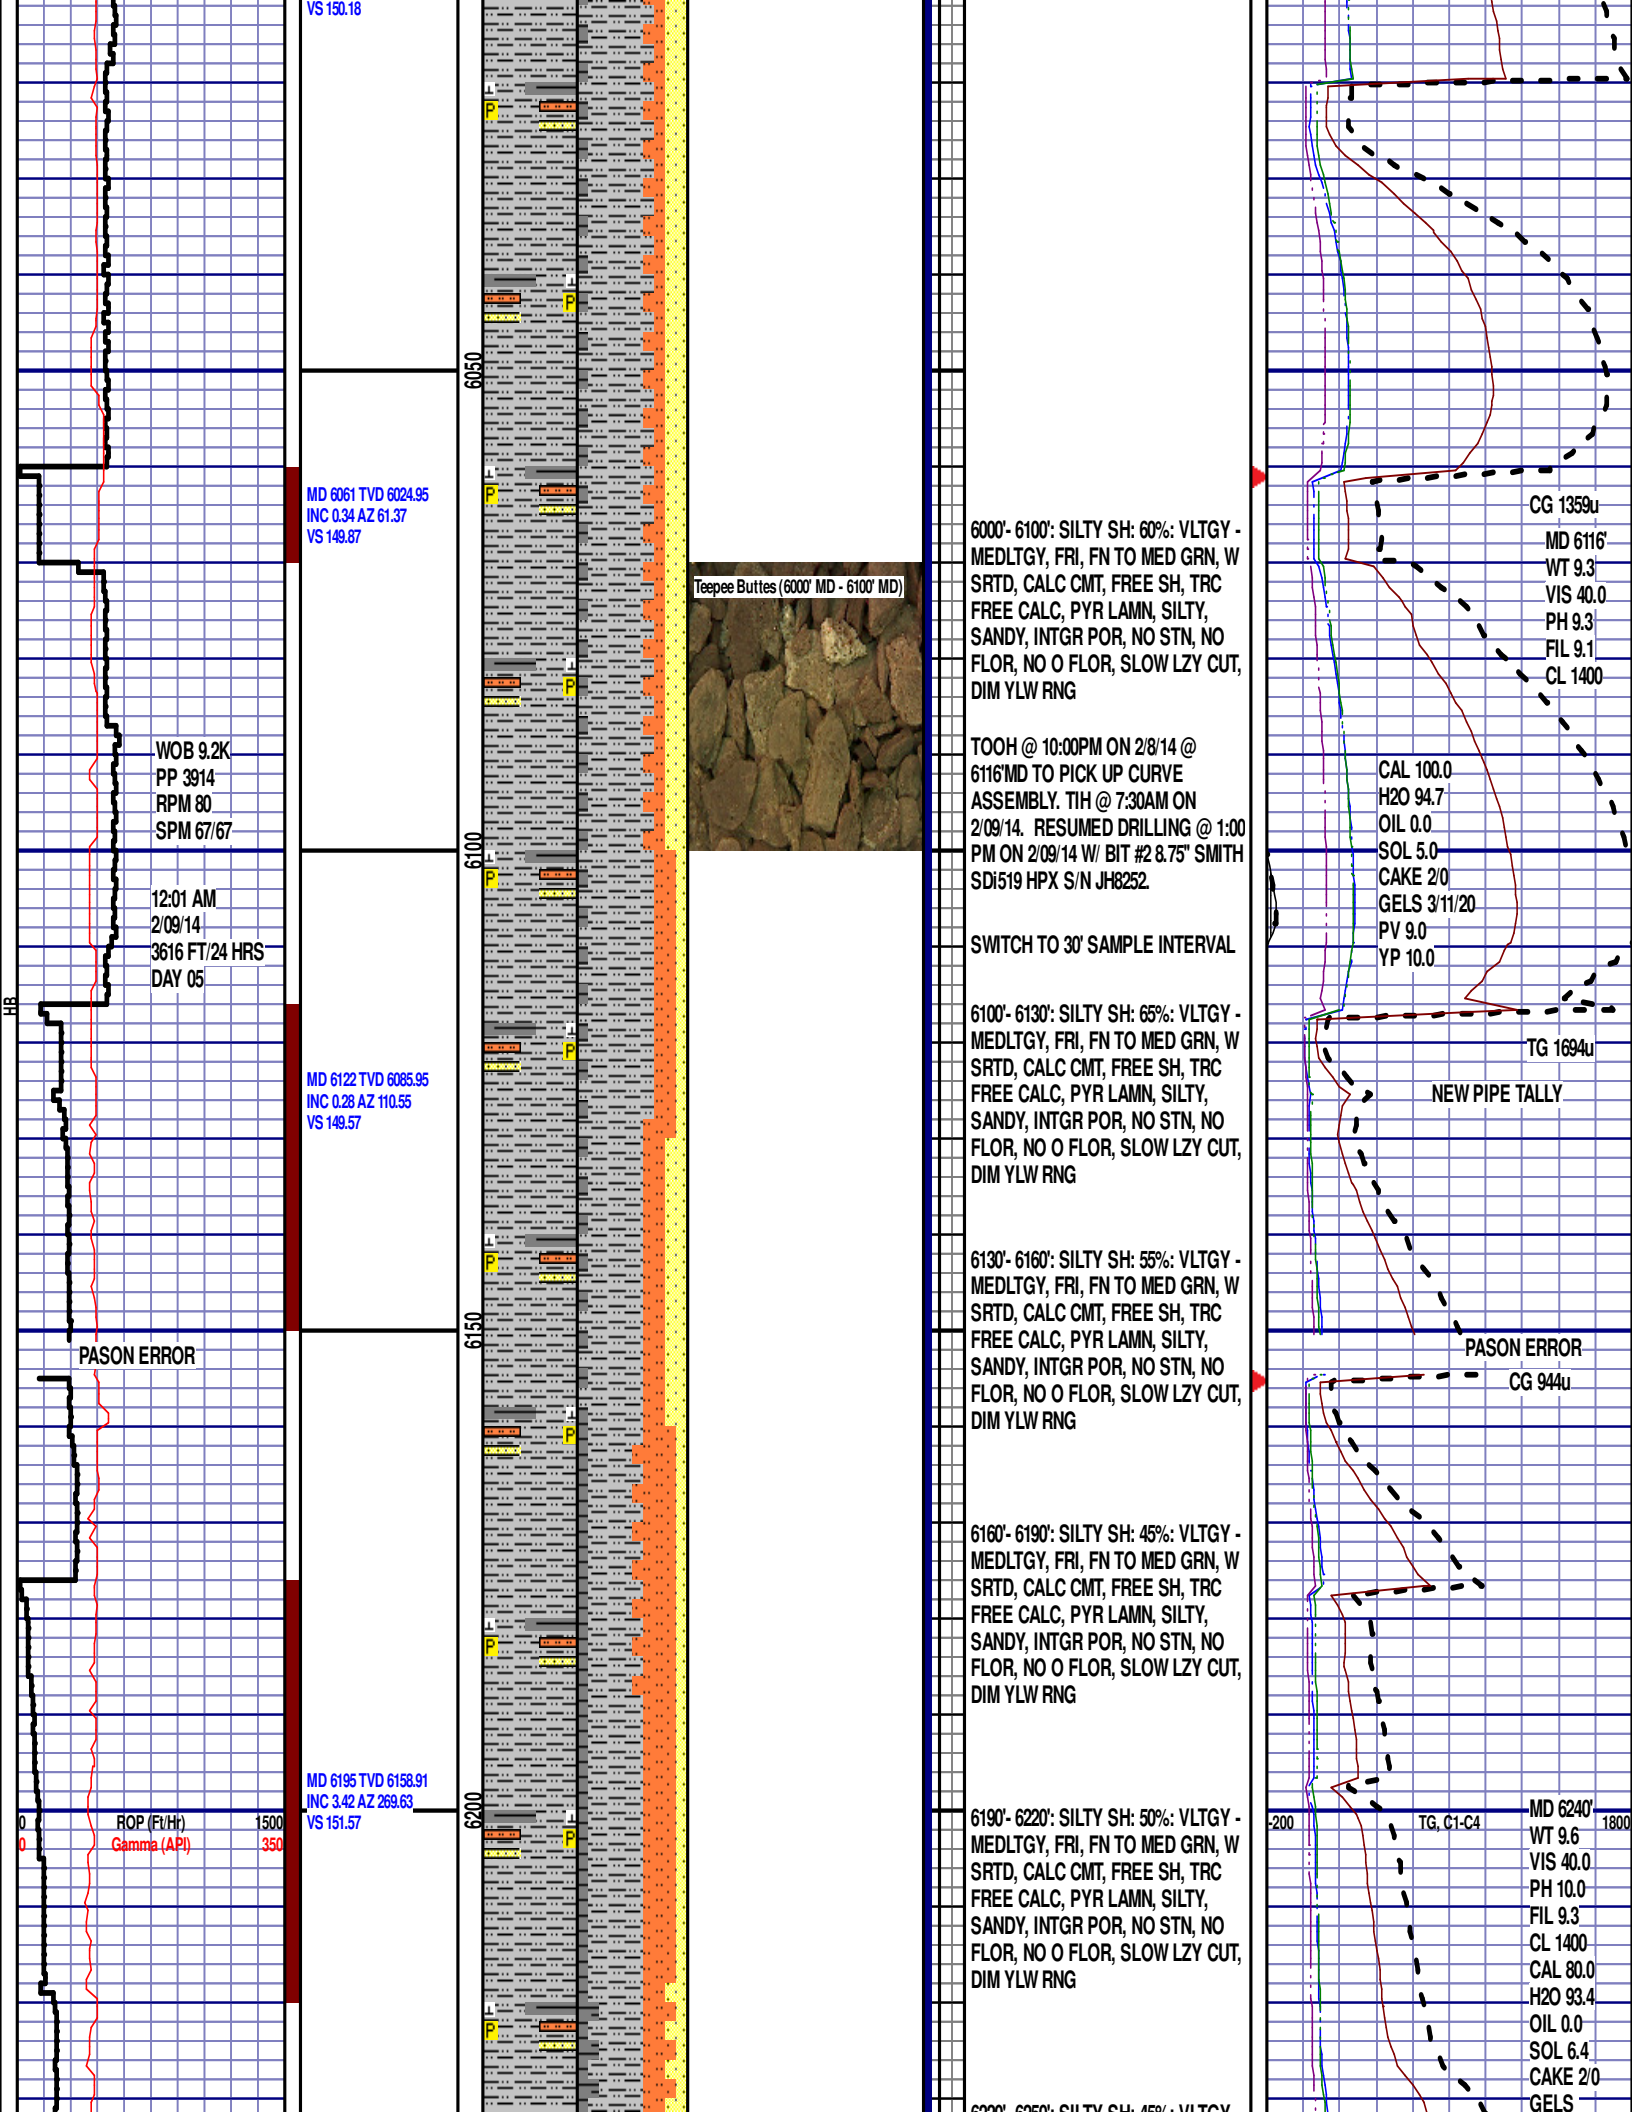 VS 150.18
6050
MD 6061 TVD 6024.95
INC 0.34 AZ 61.37
VS 149.87
CG 1359u
MD 6116'
WT 9.3
VIS 40.0
PH 9.3
FIL 9.1
CL 1400
6000'- 6100': SILTY SH: 60%: VLTGY -
MEDLTGY, FRI, FN TO MED GRN, W
SRTD, CALC CMT, FREE SH, TRC
FREE CALC, PYR LAMN, SILTY,
SANDY, INTGR POR, NO STN, NO
FLOR, NO O FLOR, SLOW LZY CUT,
DIM YLW RNG
Teepee Buttes (6000' MD - 6100' MD)
WOB 9.2K
PP 3914
RPM 80
SPM 67/67
TOOH @ 10:00PM ON 2/8/14 @
6116'MD TO PICK UP CURVE
ASSEMBLY. TIH @ 7:30AM ON
2/09/14. RESUMED DRILLING @ 1:00
PM ON 2/09/14 W/ BIT #2 8.75" SMITH
SDi519 HPX S/N JH8252.
CAL 100.0
H2O 94.7
OIL 0.0
SOL 5.0
CAKE 2/0
GELS 3/11/20
PV 9.0
YP 10.0
6100
12:01 AM
2/09/14
3616 FT/24 HRS
DAY 05
SWITCH TO 30' SAMPLE INTERVAL
HB
6100'- 6130': SILTY SH: 65%: VLTGY -
MEDLTGY, FRI, FN TO MED GRN, W
SRTD, CALC CMT, FREE SH, TRC
FREE CALC, PYR LAMN, SILTY,
SANDY, INTGR POR, NO STN, NO
FLOR, NO O FLOR, SLOW LZY CUT,
DIM YLW RNG
TG 1694u
NEW PIPE TALLY
MD 6122 TVD 6085.95
INC 0.28 AZ 110.55
VS 149.57
6130'- 6160': SILTY SH: 55%: VLTGY -
MEDLTGY, FRI, FN TO MED GRN, W
SRTD, CALC CMT, FREE SH, TRC
FREE CALC, PYR LAMN, SILTY,
SANDY, INTGR POR, NO STN, NO
FLOR, NO O FLOR, SLOW LZY CUT,
DIM YLW RNG
6150
PASON ERROR
PASON ERROR
CG 944u
6160'- 6190': SILTY SH: 45%: VLTGY -
MEDLTGY, FRI, FN TO MED GRN, W
SRTD, CALC CMT, FREE SH, TRC
FREE CALC, PYR LAMN, SILTY,
SANDY, INTGR POR, NO STN, NO
FLOR, NO O FLOR, SLOW LZY CUT,
DIM YLW RNG
MD 6195 TVD 6158.91
INC 3.42 AZ 269.63
VS 151.57
6200
0 ROP (Ft/Hr) 1500
0 Gamma (API) 350
-200 TG, C1-C4 1800
6190'- 6220': SILTY SH: 50%: VLTGY -
MEDLTGY, FRI, FN TO MED GRN, W
SRTD, CALC CMT, FREE SH, TRC
FREE CALC, PYR LAMN, SILTY,
SANDY, INTGR POR, NO STN, NO
FLOR, NO O FLOR, SLOW LZY CUT,
DIM YLW RNG
MD 6240'
WT 9.6
VIS 40.0
PH 10.0
FIL 9.3
CL 1400
CAL 80.0
H2O 93.4
OIL 0.0
SOL 6.4
CAKE 2/0
GELS
6220'- 6250': SILTY SH: 45%: VLTGY
P
P
P
P
P
P
P
P
P
P
P